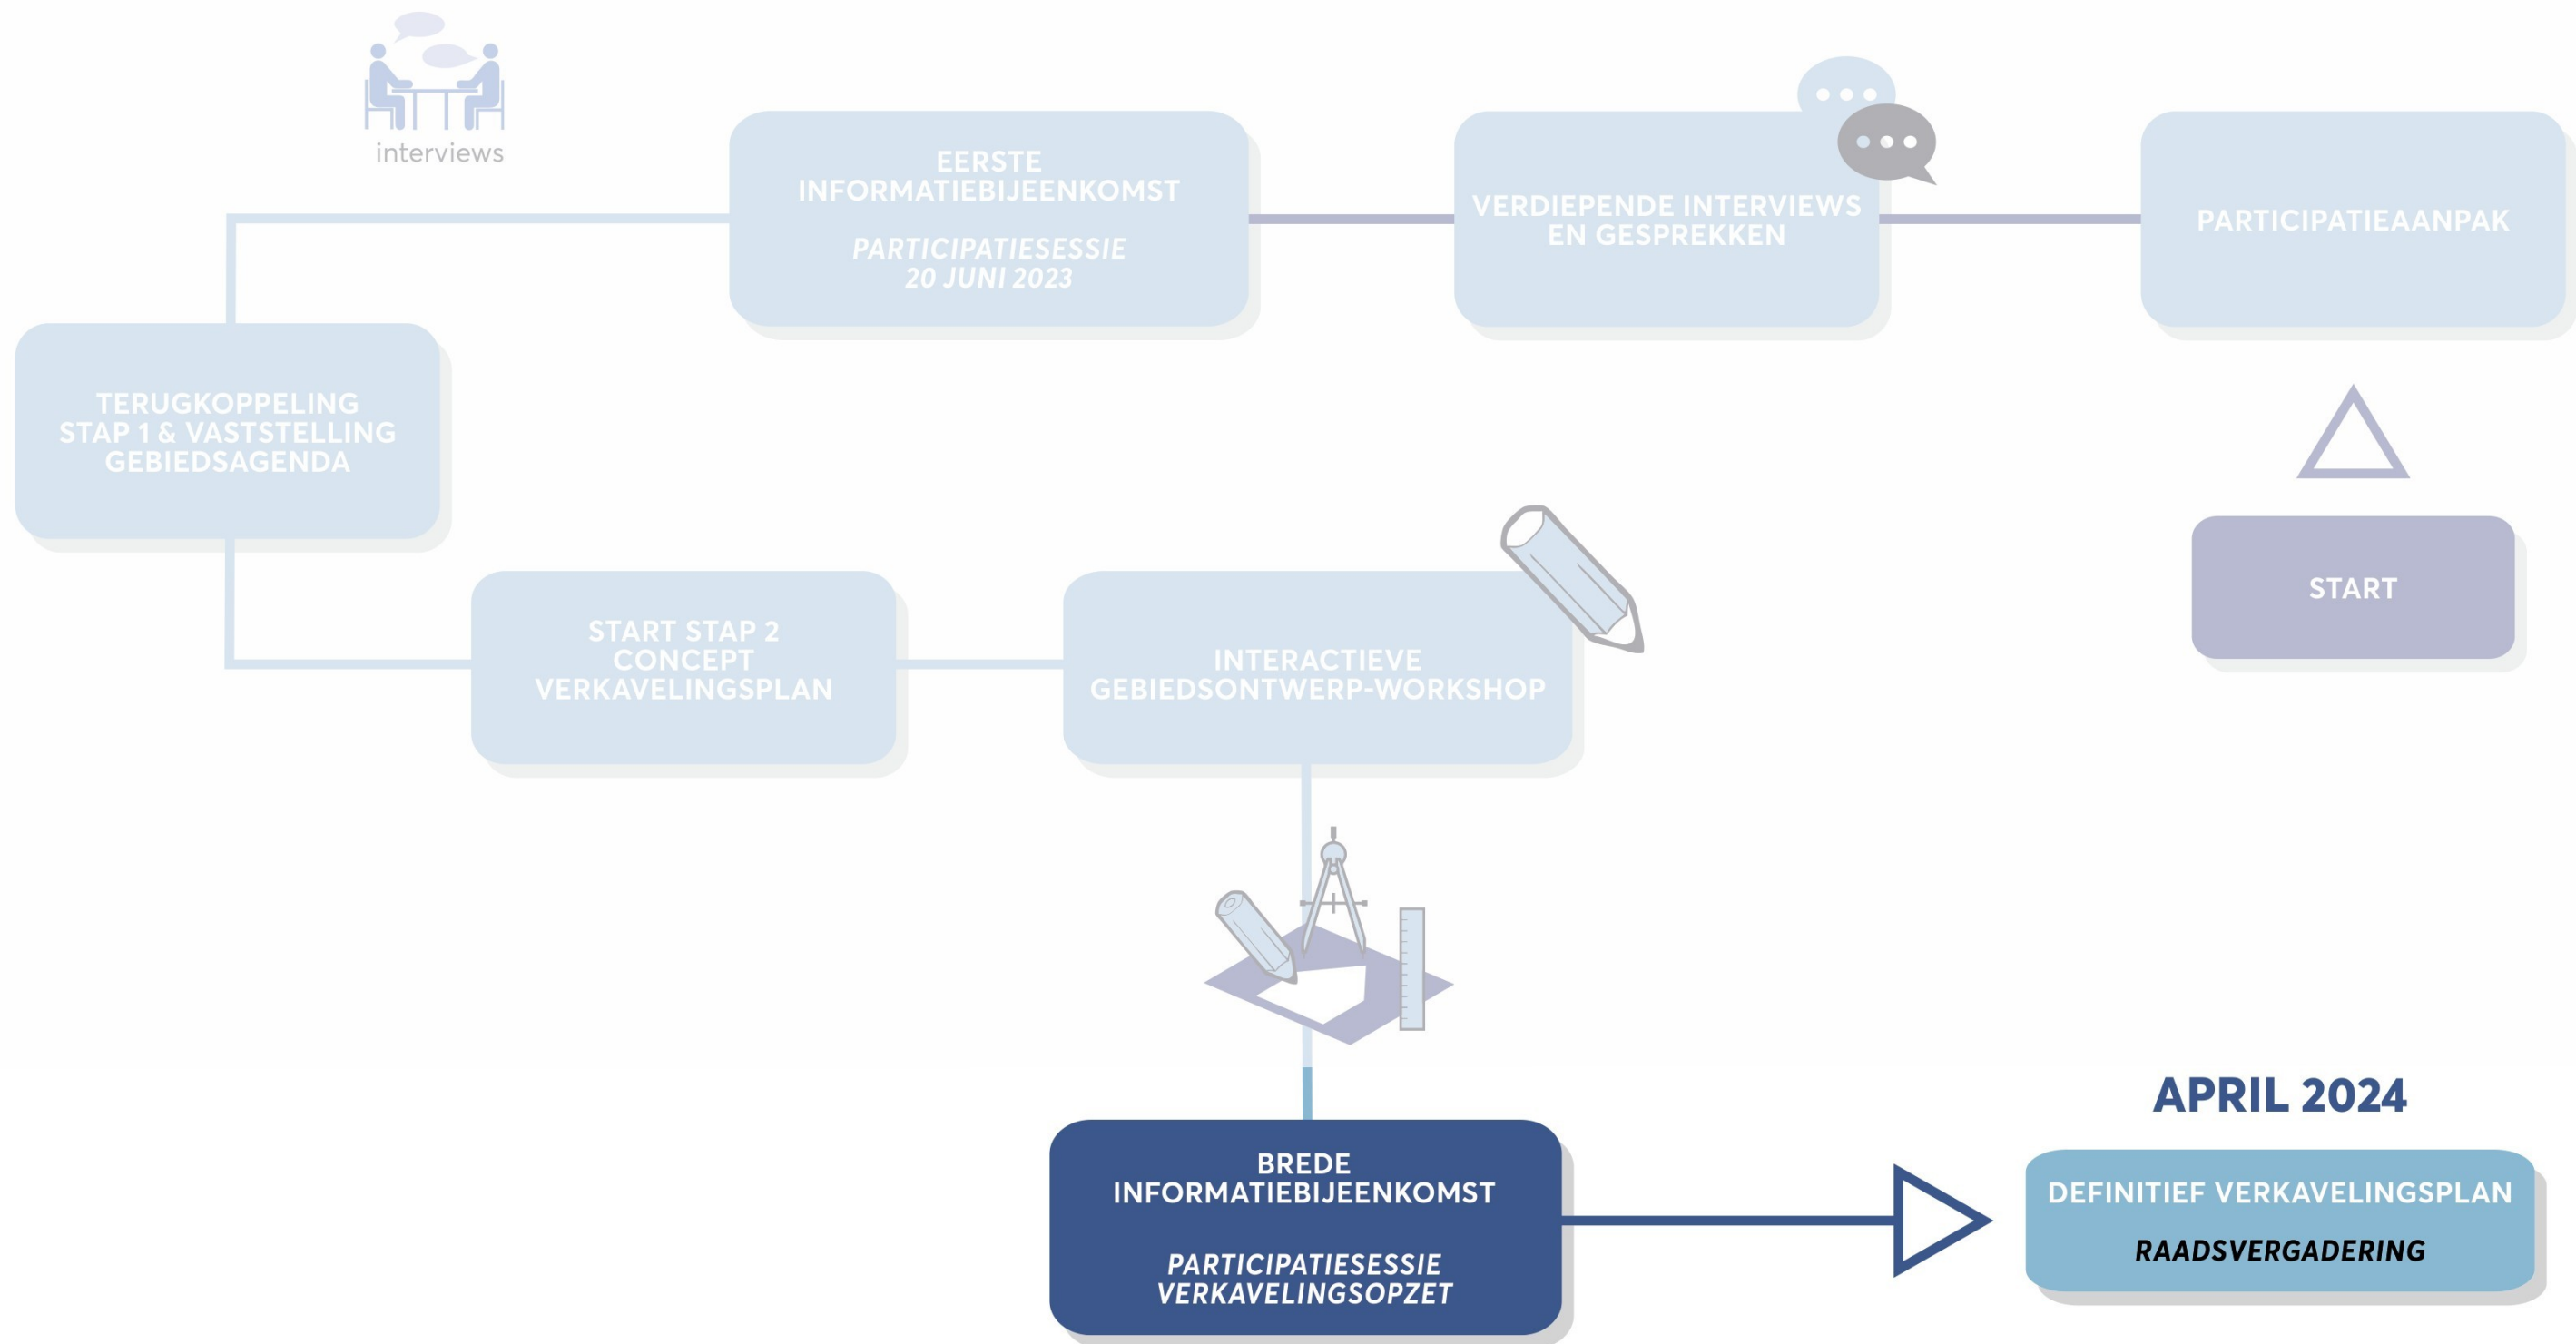 interviews
EERSTE
INFORMATIEBIJEENKOMST
PARTICIPATIESESSIE
20 JUNI 2023
VERDIEPENDE INTERVIEWS
EN GESPREKKEN
PARTICIPATIEAANPAK
TERUGKOPPELING
STAP 1 & VASTSTELLING
GEBIEDSAGENDA
START
START STAP 2
CONCEPT
VERKAVELINGSPLAN
INTERACTIEVE
GEBIEDSONTWERP-WORKSHOP
BREDE
INFORMATIEBIJEENKOMST
PARTICIPATIESESSIE
VERKAVELINGSOPZET
APRIL 2024
DEFINITIEF VERKAVELINGSPLAN
RAADSVERGADERING